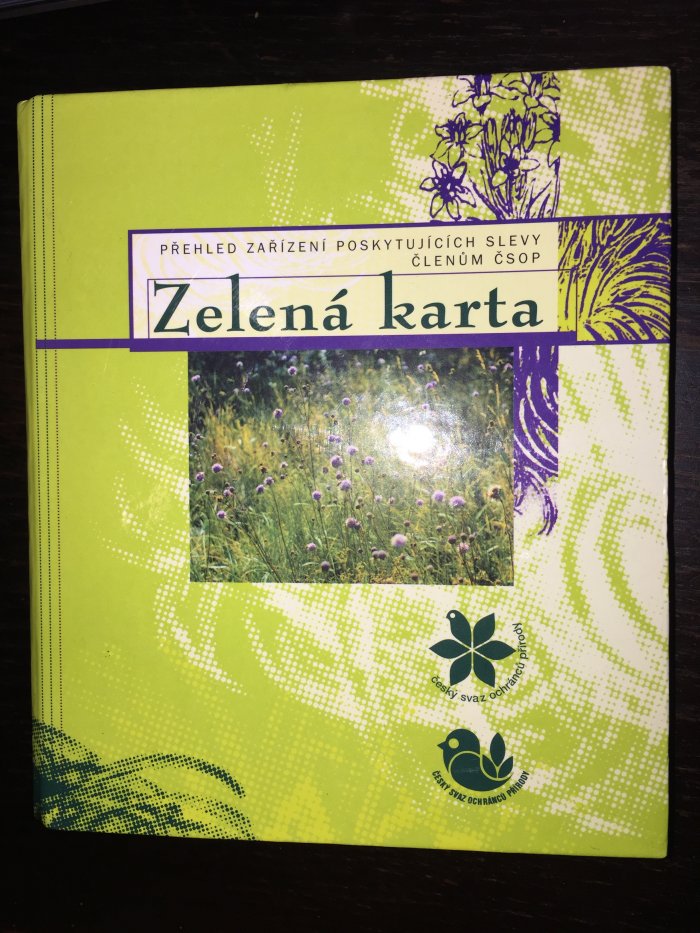 PŘEHLED ZAŘÍZENÍ POSKYTUJÍCÍCH SLEVY
ČLENŮM ČSOP
Zelená karta
český svaz ochránců přírody
ČESKÝ SVAZ OCHRÁNCŮ PŘÍRODY